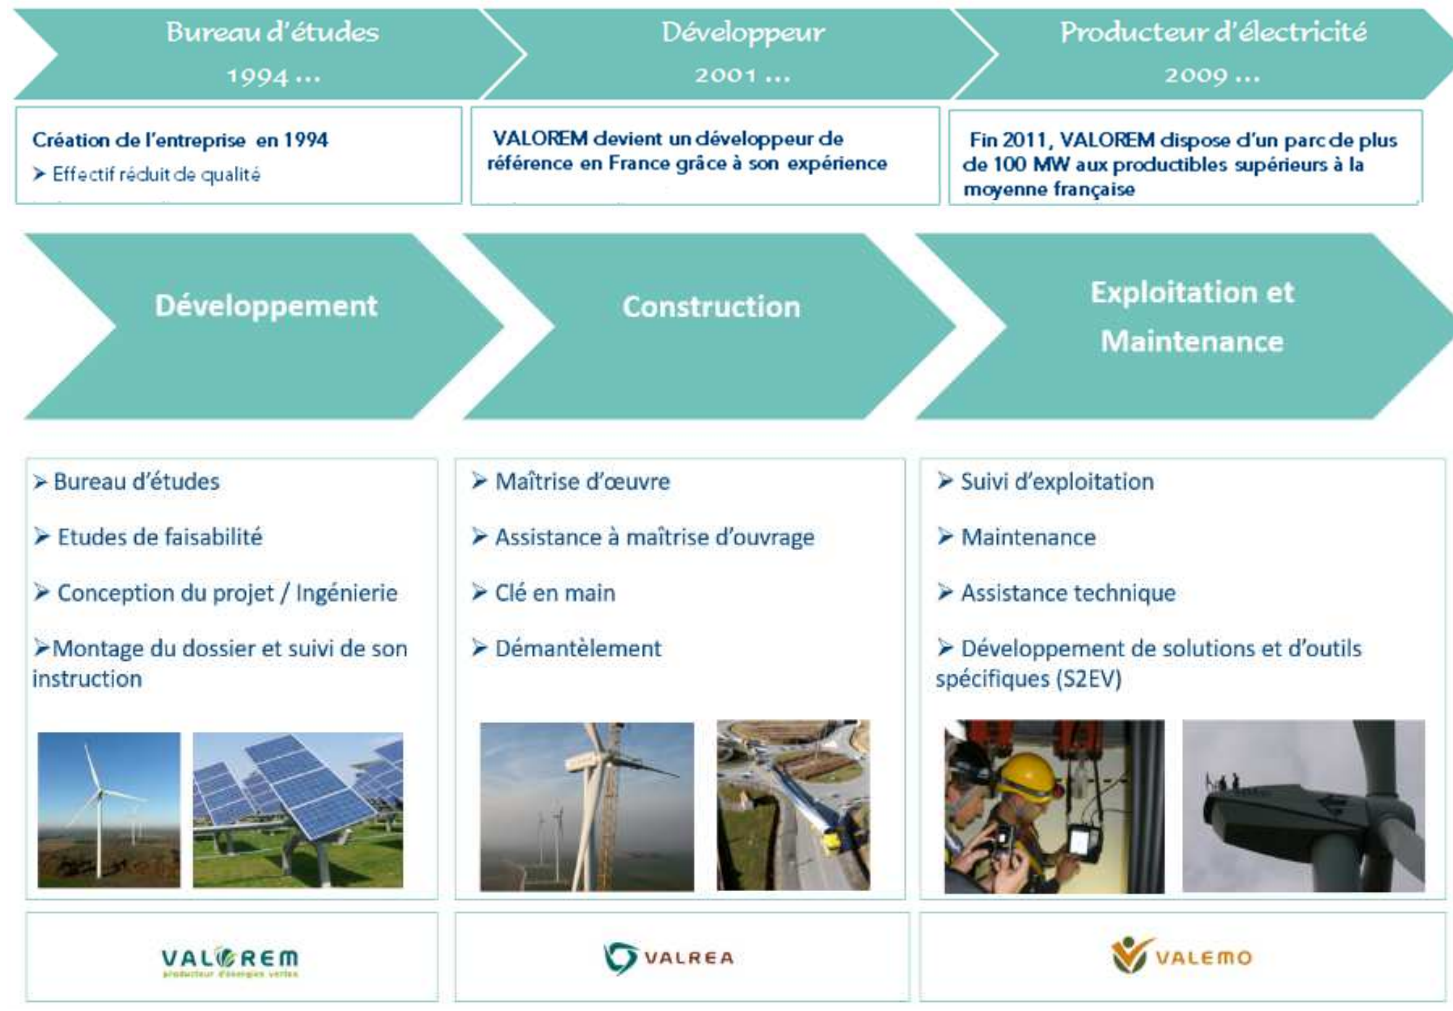 Bureau d'études
1994 ...
Développeur
2001 ...
Producteur d'électricité
2009 ...
Création de l'entreprise en 1994
➤ Effectif réduit de qualité
VALOREM devient un développeur de
référence en France grâce à son expérience
Fin 2011, VALOREM dispose d'un parc de plus
de 100 MW aux productibles supérieurs à la
moyenne française
Développement
Construction
Exploitation et
Maintenance
➤ Bureau d'études
➤ Etudes de faisabilité
➤ Conception du projet / Ingénierie
➤Montage du dossier et suivi de son
instruction
➤ Maîtrise d'œuvre
➤ Assistance à maîtrise d'ouvrage
➤ Clé en main
➤ Démantèlement
➤ Suivi d'exploitation
➤ Maintenance
➤ Assistance technique
➤ Développement de solutions et d'outils
spécifiques (S2EV)
VALOREM
producteur d'énergies vertes
VALREA
VALEMO